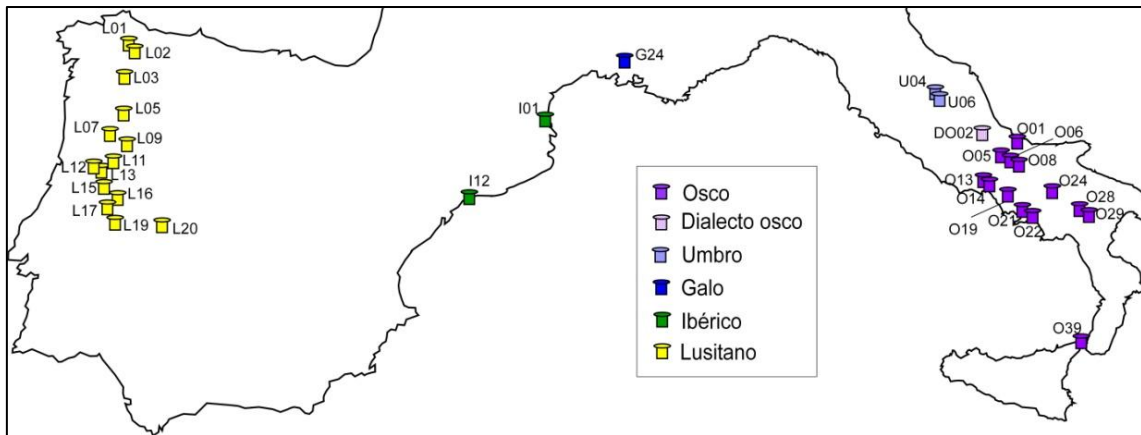 L01
L02
L03
L05
L07
L09
L11
L12
L13
L15
L16
L17
L19
L20
I12
I01
G24
U04
U06
DO02
O01
O06
O05
O08
O13
O14
O24
O28
O29
O19
O21
O22
O39
Osco
Dialecto osco
Umbro
Galo
Ibérico
Lusitano